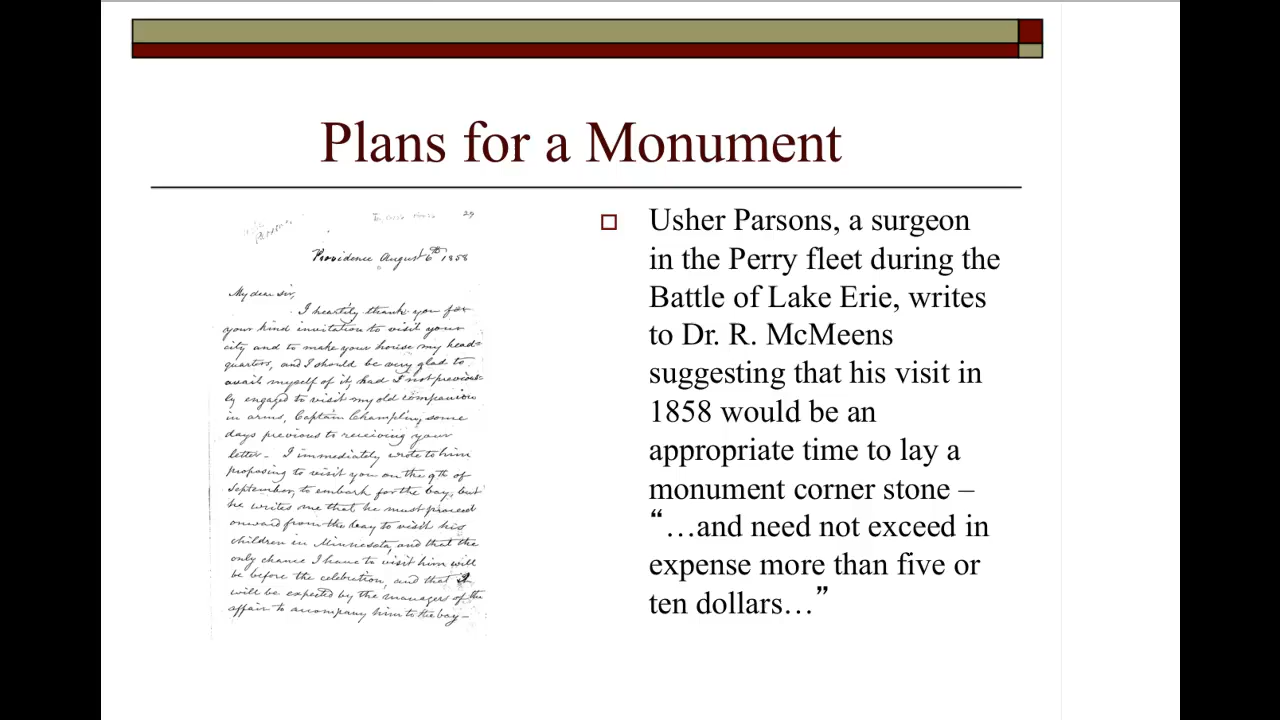 Plans for a Monument
29
Providence August 6th 1858
My dear sir,
I heartily thank you for
your kind invitation to visit your
city and to make your house my head=
quarters, and I should be very glad to
avail myself of it, had I not previous=
ly engaged to visit my old companion
in arms, Captain Champlin, some
days previous to receiving your
letter - I immediately wrote to him
proposing to visit you on the 9th of
September, to embark for the bay, but
he writes me that he must proceed
onward from the bay to visit his
children in Minnesota, and that the
only chance I have to visit him will
be before the celebration, and that it
will be expected by the managers of the
affair to accompany him to the bay -
Usher Parsons, a surgeon
in the Perry fleet during the
Battle of Lake Erie, writes
to Dr. R. McMeens
suggesting that his visit in
1858 would be an
appropriate time to lay a
monument corner stone –
“…and need not exceed in
expense more than five or
ten dollars…”